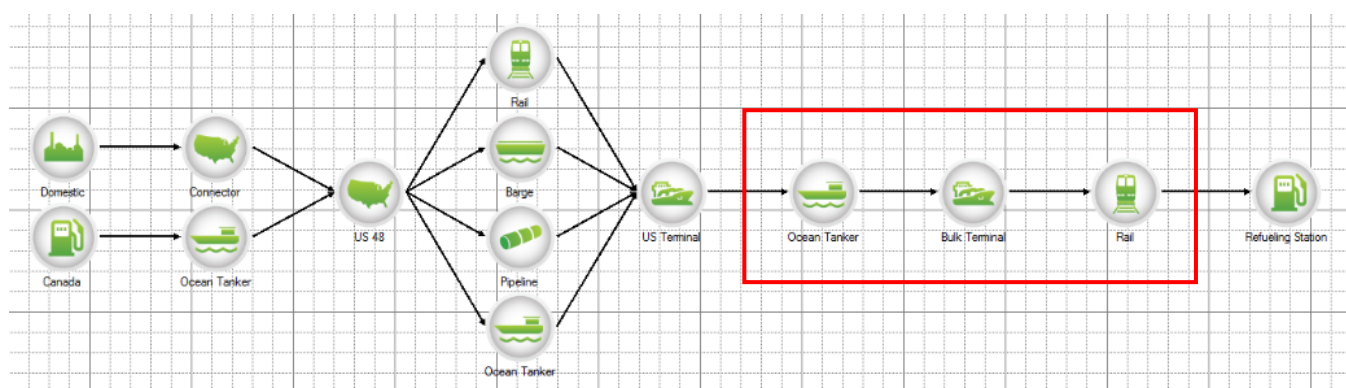 Rail
Domestic
Connector
Barge
US 48
US Terminal
Ocean Tanker
Bulk Terminal
Rail
Refueling Station
Canada
Ocean Tanker
Pipeline
Ocean Tanker